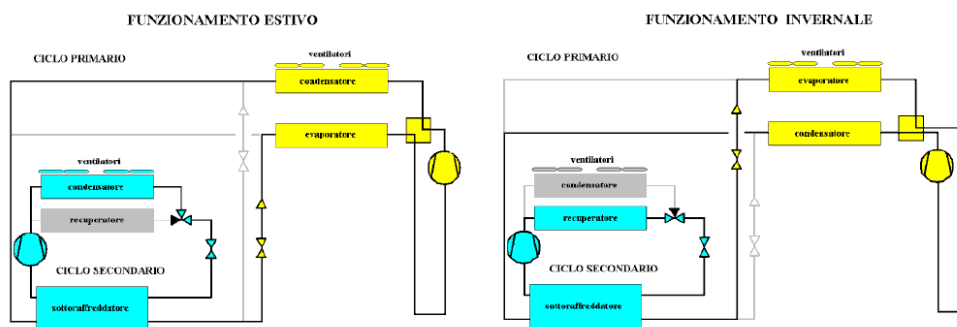 FUNZIONAMENTO ESTIVO
CICLO PRIMARIO
ventilatori
condensatore
evaporatore
ventilatori
condensatore
recuperatore
CICLO SECONDARIO
sottoraffreddatore
FUNZIONAMENTO INVERNALE
CICLO PRIMARIO
ventilatori
evaporatore
condensatore
ventilatori
condensatore
recuperatore
CICLO SECONDARIO
sottoraffreddatore